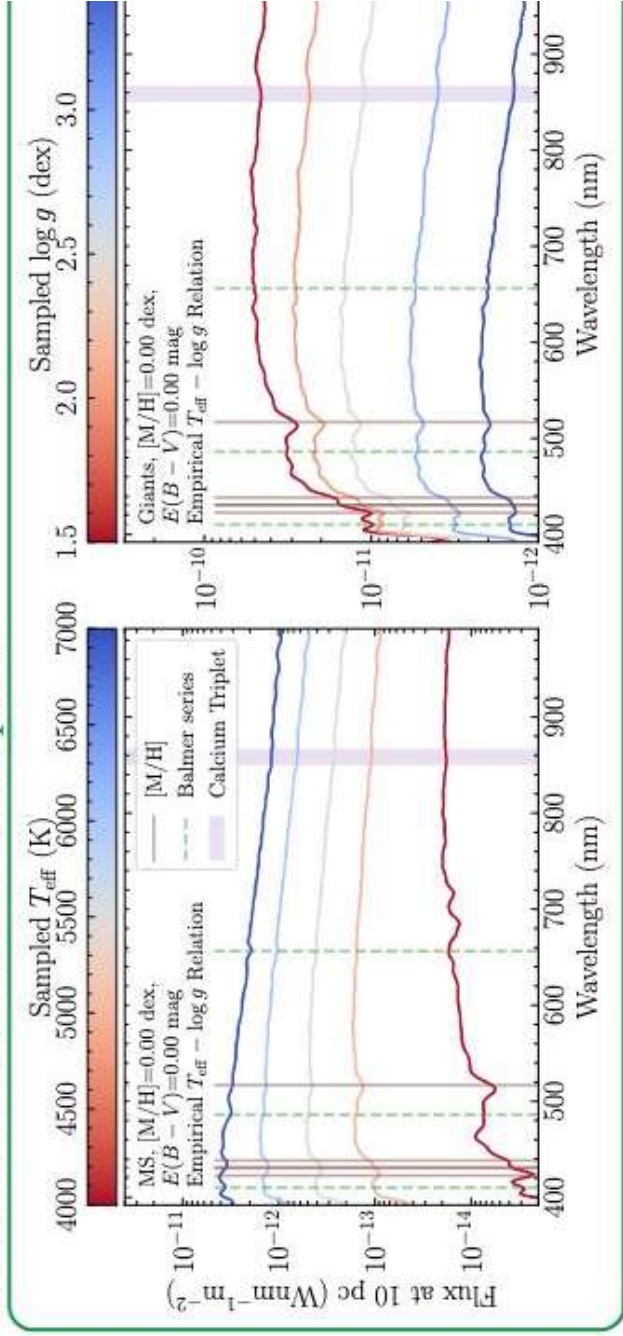 Sampled $T_{\rm eff}$ (K)
4000 4500 5000 5500 6000 6500 7000
MS, [M/H]=0.00 dex,
$E(B-V)$=0.00 mag
Empirical $T_{\rm eff} - \log g$ Relation
[M/H]
Balmer series
Calcium Triplet
Flux at 10 pc (Wnm$^{-1}$m$^{-2}$)
$10^{-11}$
$10^{-12}$
$10^{-13}$
$10^{-14}$
400 500 600 700 800 900
Wavelength (nm)
Sampled $\log g$ (dex)
1.5 2.0 2.5 3.0
Giants, [M/H]=0.00 dex,
$E(B-V)$=0.00 mag
Empirical $T_{\rm eff} - \log g$ Relation
$10^{-10}$
$10^{-11}$
$10^{-12}$
400 500 600 700 800 900
Wavelength (nm)